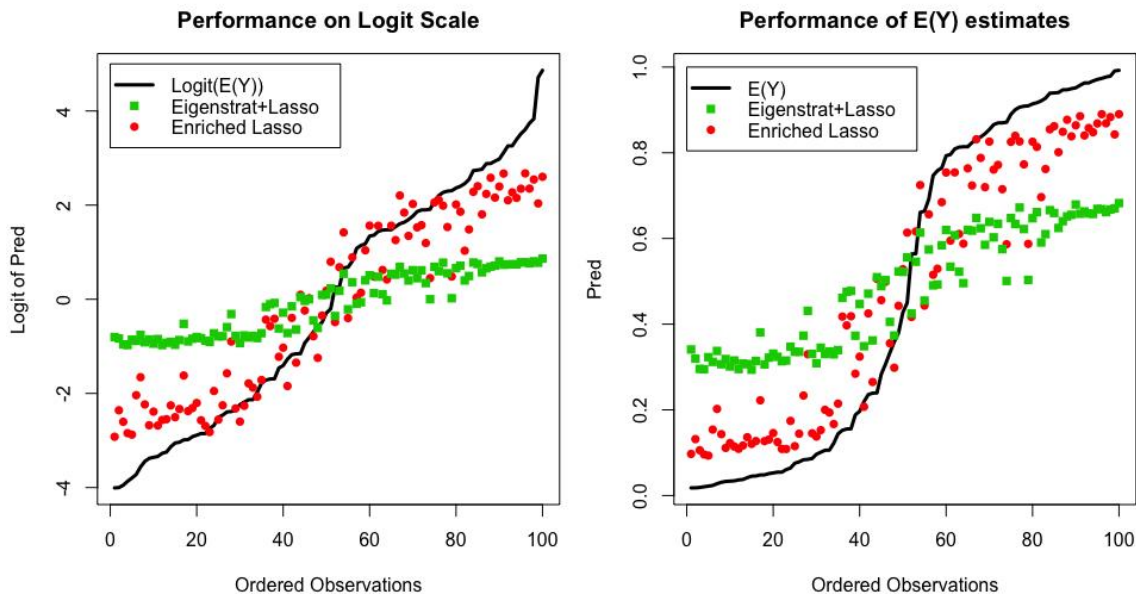 Performance on Logit Scale
Logit(E(Y))
Eigenstrat+Lasso
Enriched Lasso
Logit of Pred
4
2
0
-2
-4
0 20 40 60 80 100
Ordered Observations
Performance of E(Y) estimates
E(Y)
Eigenstrat+Lasso
Enriched Lasso
Pred
1.0
0.8
0.6
0.4
0.2
0.0
0 20 40 60 80 100
Ordered Observations